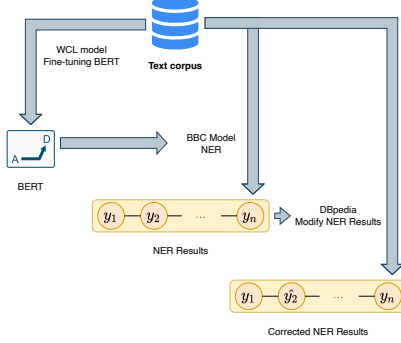 WCL model
Fine-tuning BERT
Text corpus
D
A
BERT
BBC Model
NER
y₁ y₂ ... yₙ
NER Results
DBpedia
Modify NER Results
y₁ ŷ₂ ... yₙ
Corrected NER Results